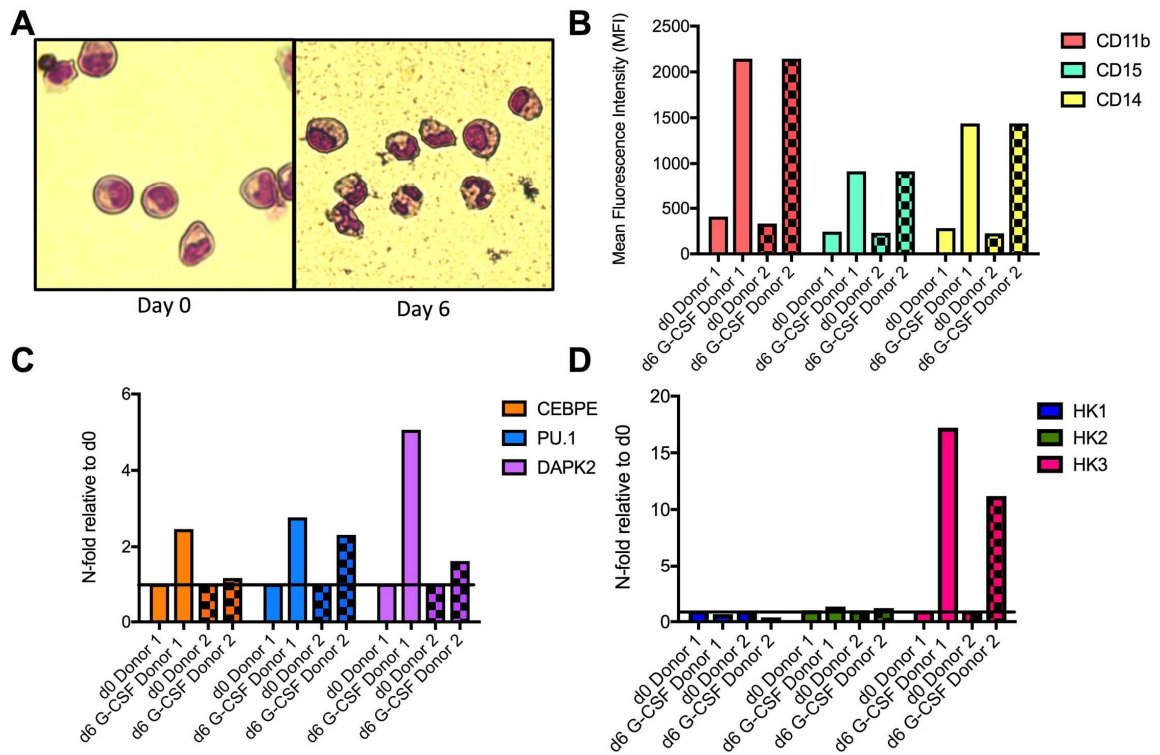 A
Day 0
Day 6
B
Mean Fluorescence Intensity (MFI)
2500
2000
1500
1000
500
0
d0 Donor 1
d6 G-CSF Donor 1
d0 Donor 2
d6 G-CSF Donor 2
d0 Donor 1
d6 G-CSF Donor 1
d0 Donor 2
d6 G-CSF Donor 2
d0 Donor 1
d6 G-CSF Donor 1
d0 Donor 2
d6 G-CSF Donor 2
CD11b
CD15
CD14
C
N-fold relative to d0
6
4
2
0
d0 Donor 1
d6 G-CSF Donor 1
d0 Donor 2
d6 G-CSF Donor 2
d0 Donor 1
d6 G-CSF Donor 1
d0 Donor 2
d6 G-CSF Donor 2
d0 Donor 1
d6 G-CSF Donor 1
d0 Donor 2
d6 G-CSF Donor 2
CEBPE
PU.1
DAPK2
D
N-fold relative to d0
20
15
10
5
0
d0 Donor 1
d6 G-CSF Donor 1
d0 Donor 2
d6 G-CSF Donor 2
d0 Donor 1
d6 G-CSF Donor 1
d0 Donor 2
d6 G-CSF Donor 2
d0 Donor 1
d6 G-CSF Donor 1
d0 Donor 2
d6 G-CSF Donor 2
HK1
HK2
HK3